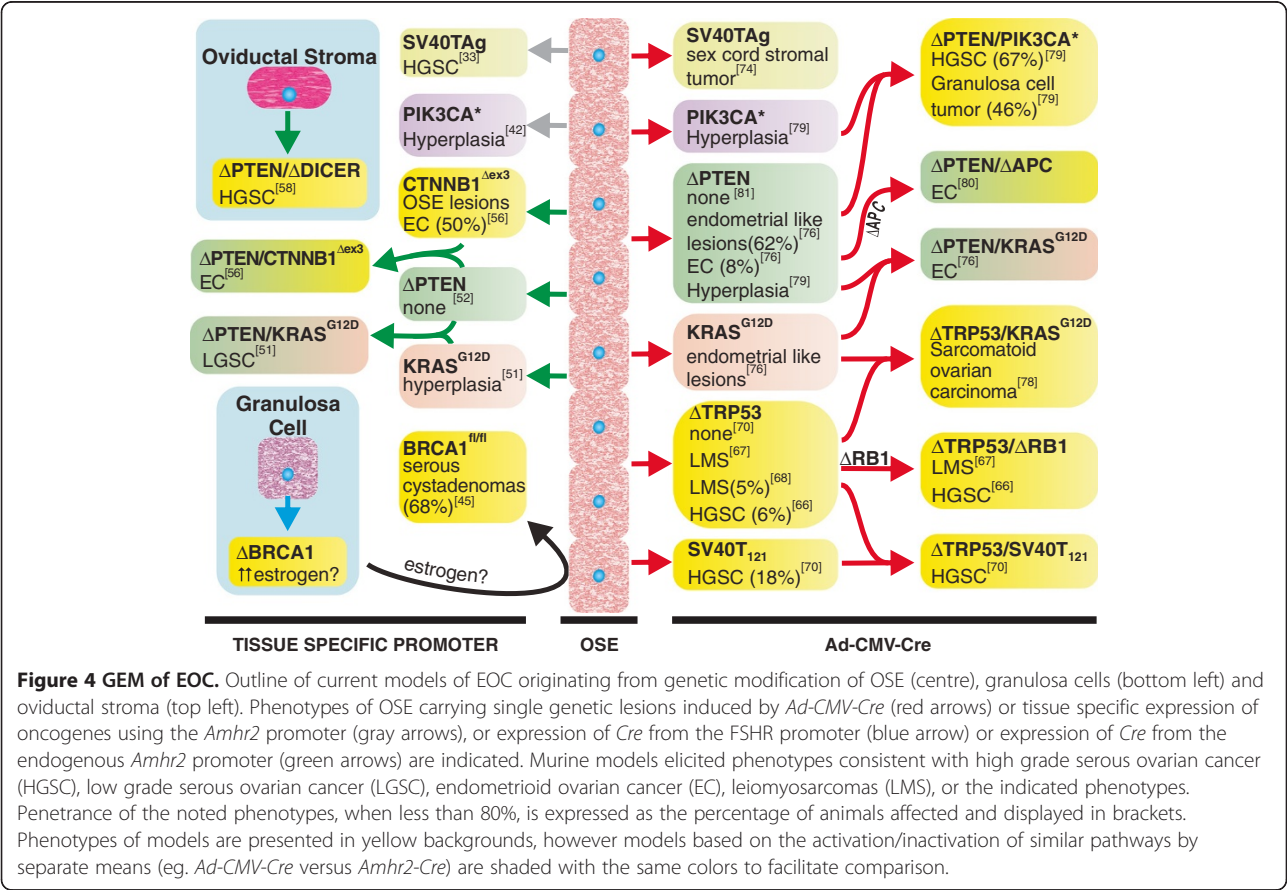 Oviductal Stroma
ΔPTEN/ΔDICER
HGSC[58]
SV40TAg
HGSC[33]
PIK3CA*
Hyperplasia[42]
CTNNB1Δex3
OSE lesions
EC (50%)[56]
ΔPTEN/CTNNB1Δex3
EC[56]
ΔPTEN
none [52]
ΔPTEN/KRASG12D
LGSC[51]
KRASG12D
hyperplasia[51]
Granulosa
Cell
ΔBRCA1
↑↑estrogen?
BRCA1fl/fl
serous
cystadenomas
(68%)[45]
estrogen?
SV40TAg
sex cord stromal
tumor[74]
PIK3CA*
Hyperplasia[79]
ΔPTEN
none [81]
endometrial like
lesions(62%)[76]
EC (8%)[76]
Hyperplasia[79]
KRASG12D
endometrial like
lesions[76]
ΔTRP53
none[70]
LMS[67]
LMS(5%)[68]
HGSC (6%)[66]
SV40T121
HGSC (18%)[70]
ΔAPC
ΔRB1
ΔPTEN/PIK3CA*
HGSC (67%)[79]
Granulosa cell
tumor (46%)[79]
ΔPTEN/ΔAPC
EC[80]
ΔPTEN/KRASG12D
EC[76]
ΔTRP53/KRASG12D
Sarcomatoid
ovarian
carcinoma[78]
ΔTRP53/ΔRB1
LMS[67]
HGSC[66]
ΔTRP53/SV40T121
HGSC[70]
TISSUE SPECIFIC PROMOTER
OSE
Ad-CMV-Cre
Figure 4 GEM of EOC. Outline of current models of EOC originating from genetic modification of OSE (centre), granulosa cells (bottom left) and
oviductal stroma (top left). Phenotypes of OSE carrying single genetic lesions induced by Ad-CMV-Cre (red arrows) or tissue specific expression of
oncogenes using the Amhr2 promoter (gray arrows), or expression of Cre from the FSHR promoter (blue arrow) or expression of Cre from the
endogenous Amhr2 promoter (green arrows) are indicated. Murine models elicited phenotypes consistent with high grade serous ovarian cancer
(HGSC), low grade serous ovarian cancer (LGSC), endometrioid ovarian cancer (EC), leiomyosarcomas (LMS), or the indicated phenotypes.
Penetrance of the noted phenotypes, when less than 80%, is expressed as the percentage of animals affected and displayed in brackets.
Phenotypes of models are presented in yellow backgrounds, however models based on the activation/inactivation of similar pathways by
separate means (eg. Ad-CMV-Cre versus Amhr2-Cre) are shaded with the same colors to facilitate comparison.